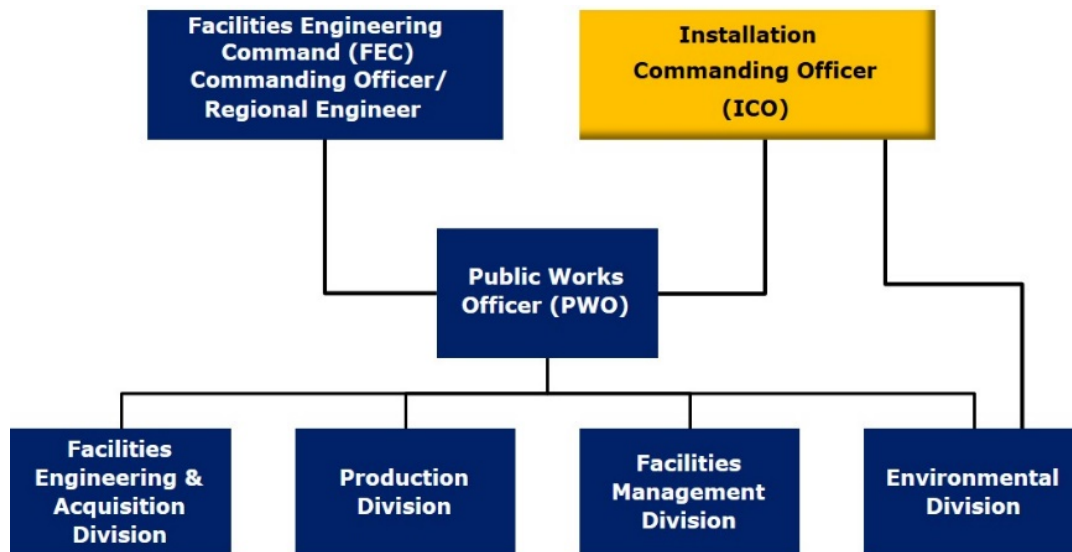 Facilities Engineering
Command (FEC)
Commanding Officer/
Regional Engineer
Installation
Commanding Officer
(ICO)
Public Works
Officer (PWO)
Facilities
Engineering &
Acquisition
Division
Production
Division
Facilities
Management
Division
Environmental
Division